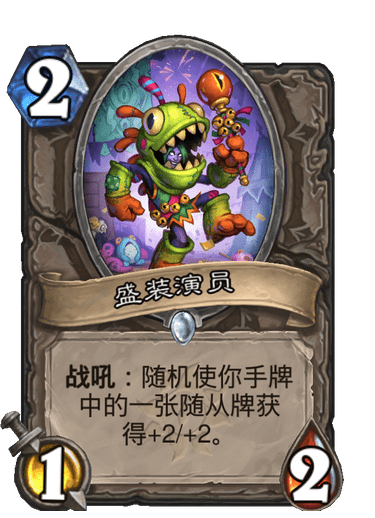 2
盛装演员
战吼：随机使你手牌
中的一张随从牌获
得+2/+2。
1
2